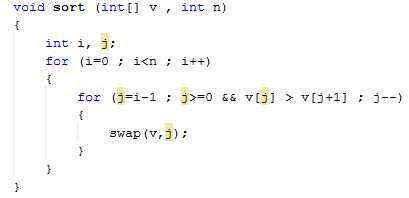 void sort (int[] v , int n)
{
int i, j;
for (i=0 ; i<n ; i++)
{
for (j=i-1 ; j>=0 && v[j] > v[j+1] ; j--)
{
swap(v,j);
}
}
}